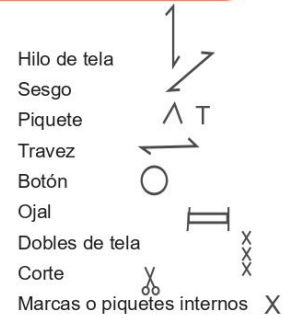 Hilo de tela
Sesgo
Piquete T
Travez
Botón
Ojal
Dobles de tela X
X
Corte X
Marcas o piquetes internos X